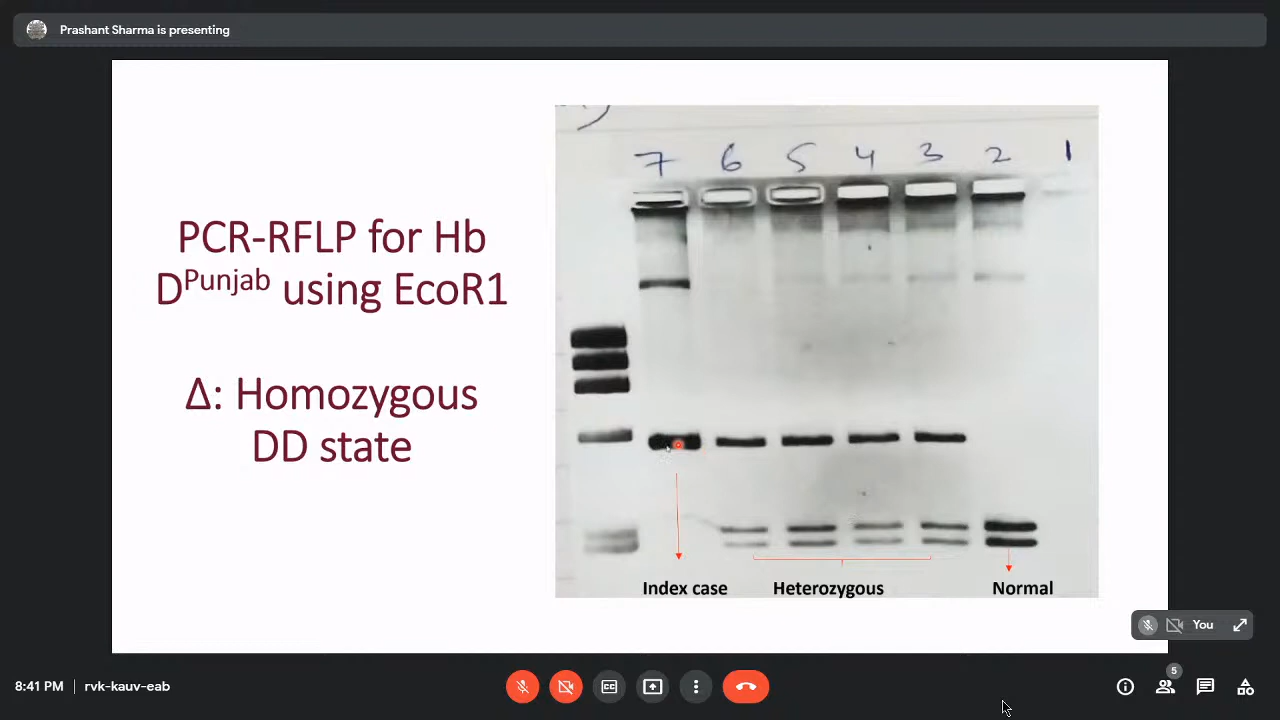 Prashant Sharma is presenting
PCR-RFLP for Hb
D^Punjab using EcoR1
Δ: Homozygous
DD state
7 6 5 4 3 2 1
Index case
Heterozygous
Normal
You
8:41 PM | rvk-kauv-eab
5